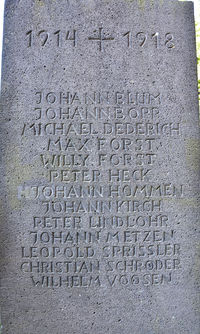 1914 + 1918
JOHANN BLUM
JOHANN BOPP
MICHAEL DEDERICH
MAX FORST
WILLY FORST
PETER HECK
JOHANN HOMMEN
JOHANN KIRCH
PETER LINDLOHR
JOHANN METZEN
LEOPOLD SPRISSLER
CHRISTIAN SCHRÖDER
WILHELM VOOSEN